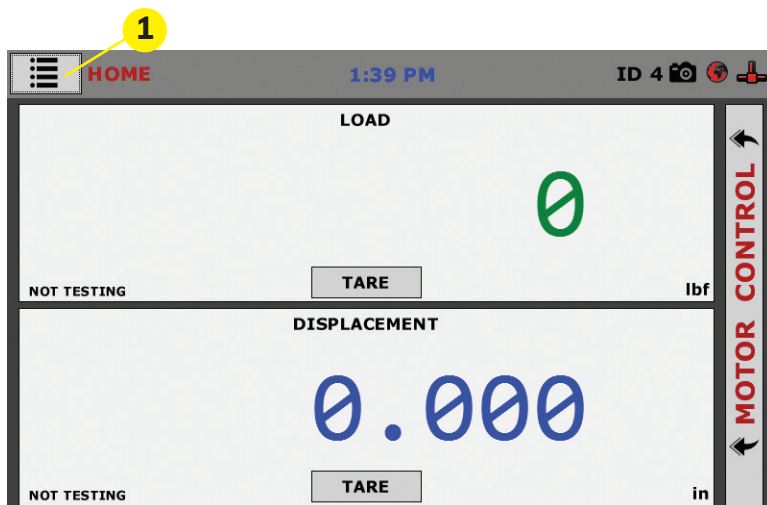 1
HOME 1:39 PM ID 4
LOAD
0
TARE
NOT TESTING lbf
DISPLACEMENT
0.000
TARE
NOT TESTING in
MOTOR CONTROL